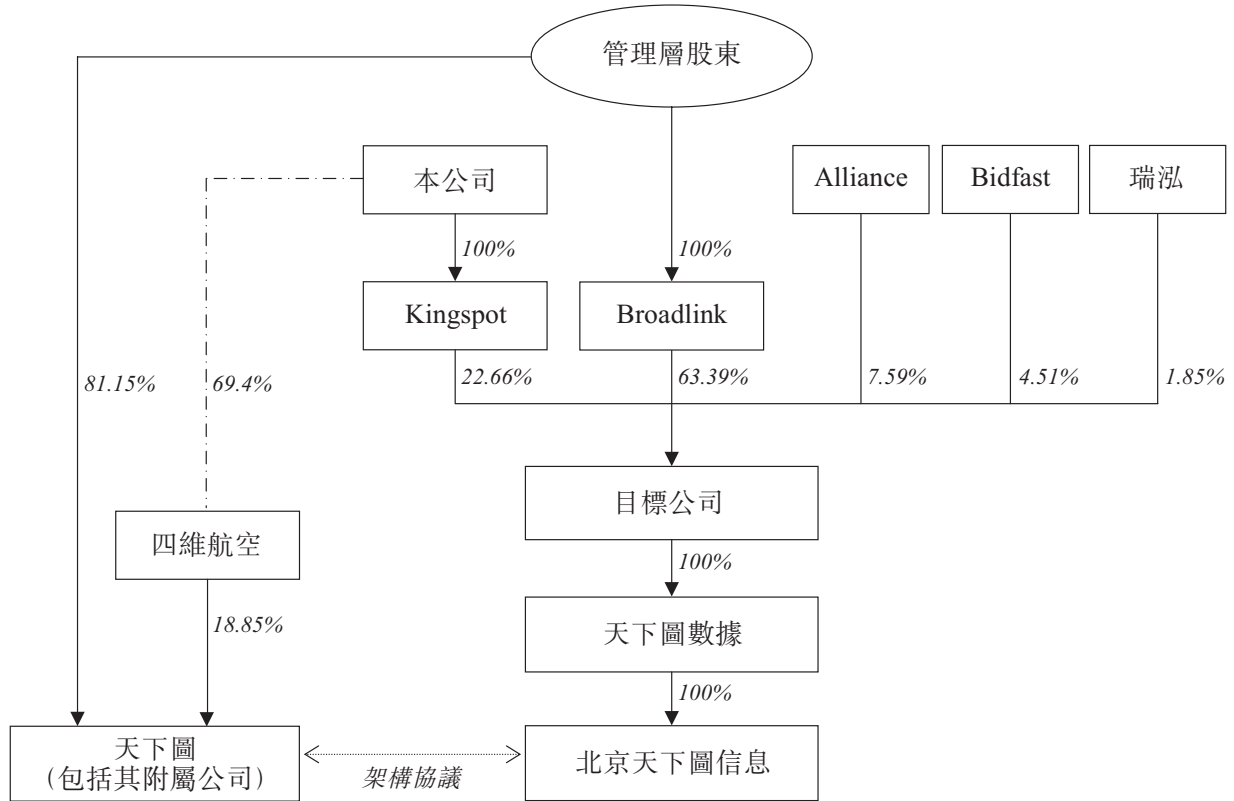 管理層股東
本公司
Alliance
Bidfast
瑞泓
100%
100%
Kingspot
Broadlink
81.15%
69.4%
22.66%
63.39%
7.59%
4.51%
1.85%
目標公司
四維航空
100%
18.85%
天下圖數據
100%
天下圖
(包括其附屬公司)
架構協議
北京天下圖信息